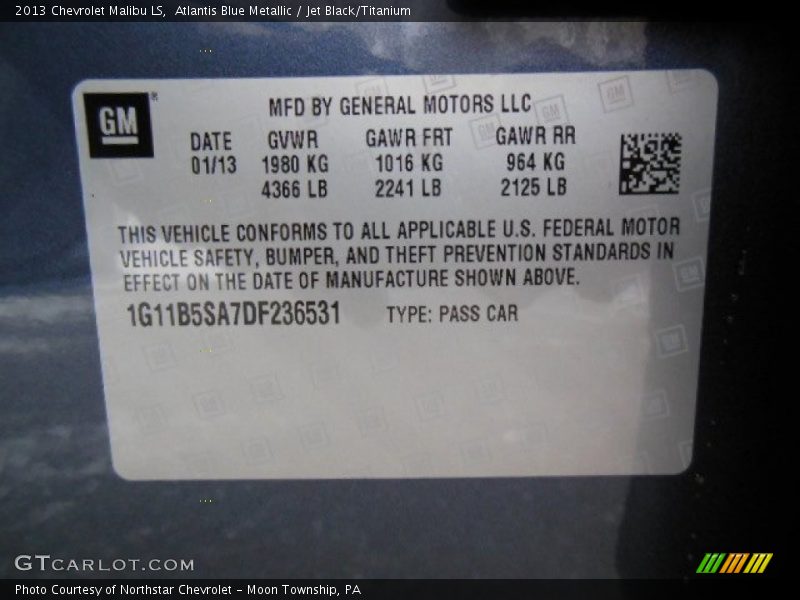 2013 Chevrolet Malibu LS,  Atlantis Blue Metallic / Jet Black/Titanium
GM
MFD BY GENERAL MOTORS LLC
DATE GVWR GAWR FRT GAWR RR
01/13 1980 KG 1016 KG 964 KG
4366 LB 2241 LB 2125 LB
THIS VEHICLE CONFORMS TO ALL APPLICABLE U.S. FEDERAL MOTOR
VEHICLE SAFETY, BUMPER, AND THEFT PREVENTION STANDARDS IN
EFFECT ON THE DATE OF MANUFACTURE SHOWN ABOVE.
1G11B5SA7DF236531 TYPE: PASS CAR
GTCARLOT.COM
Photo Courtesy of Northstar Chevrolet - Moon Township, PA